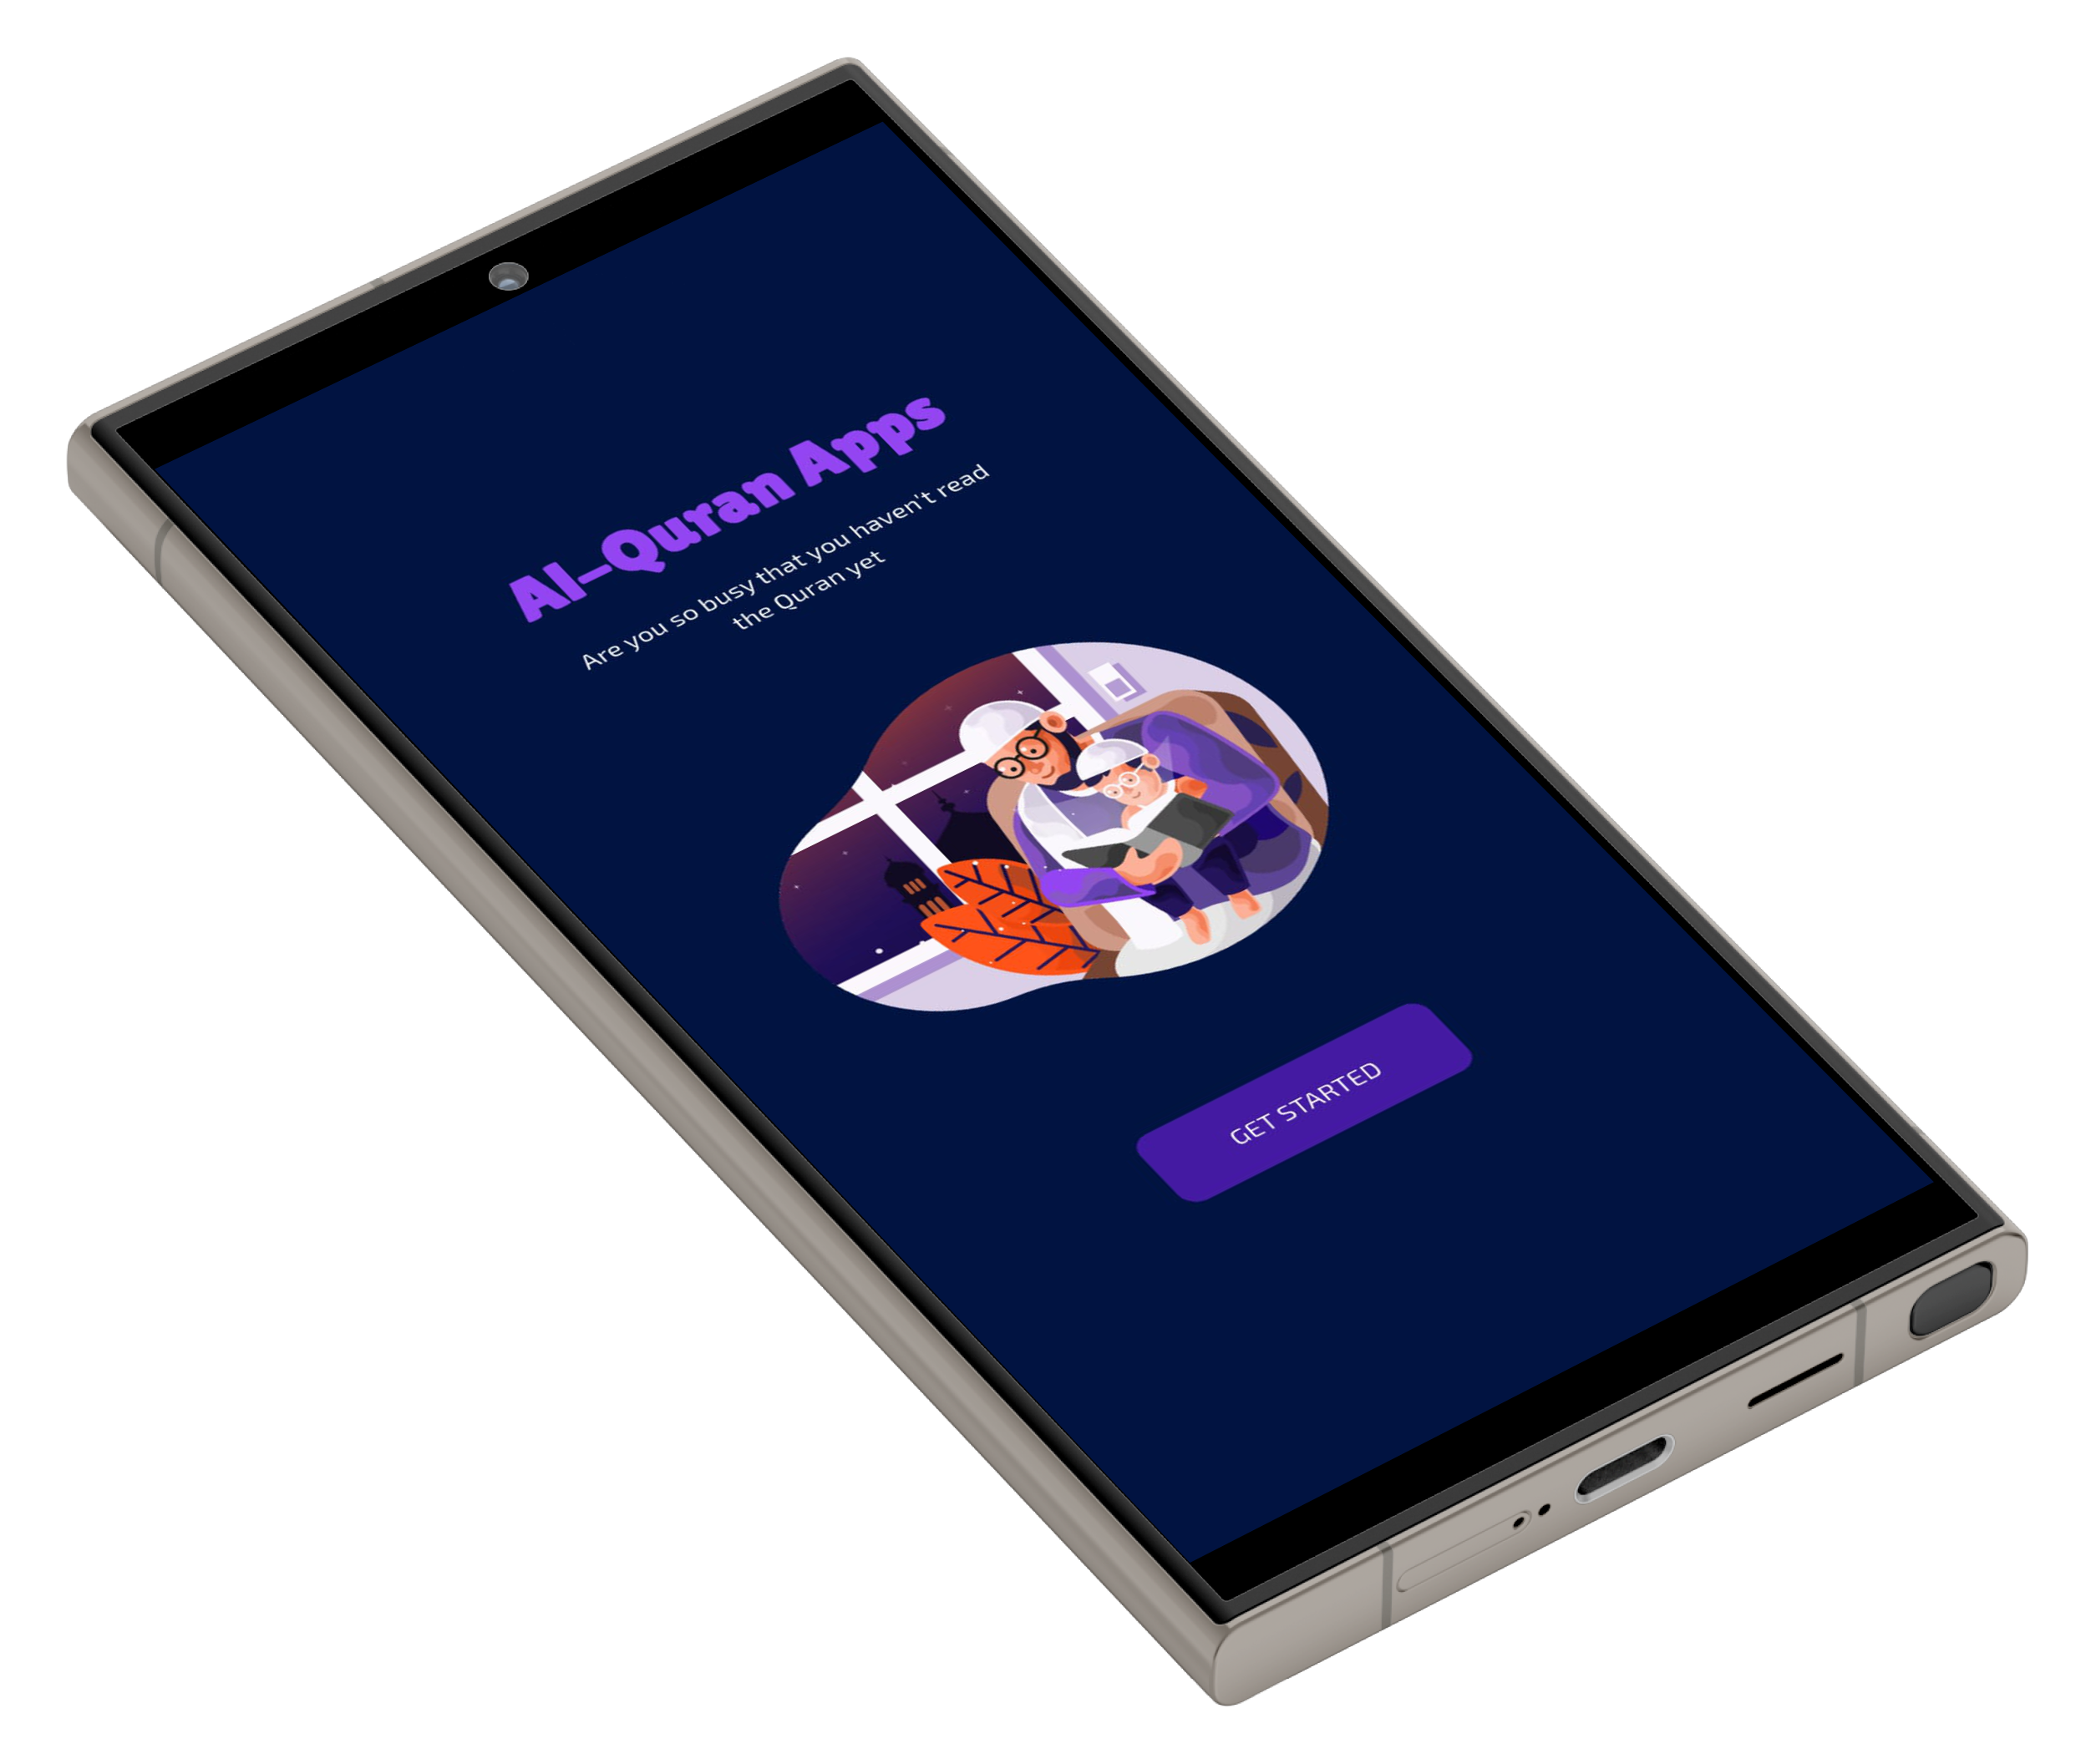 Al-Quran Apps
Are you so busy that you haven't read
the Quran yet
GET STARTED